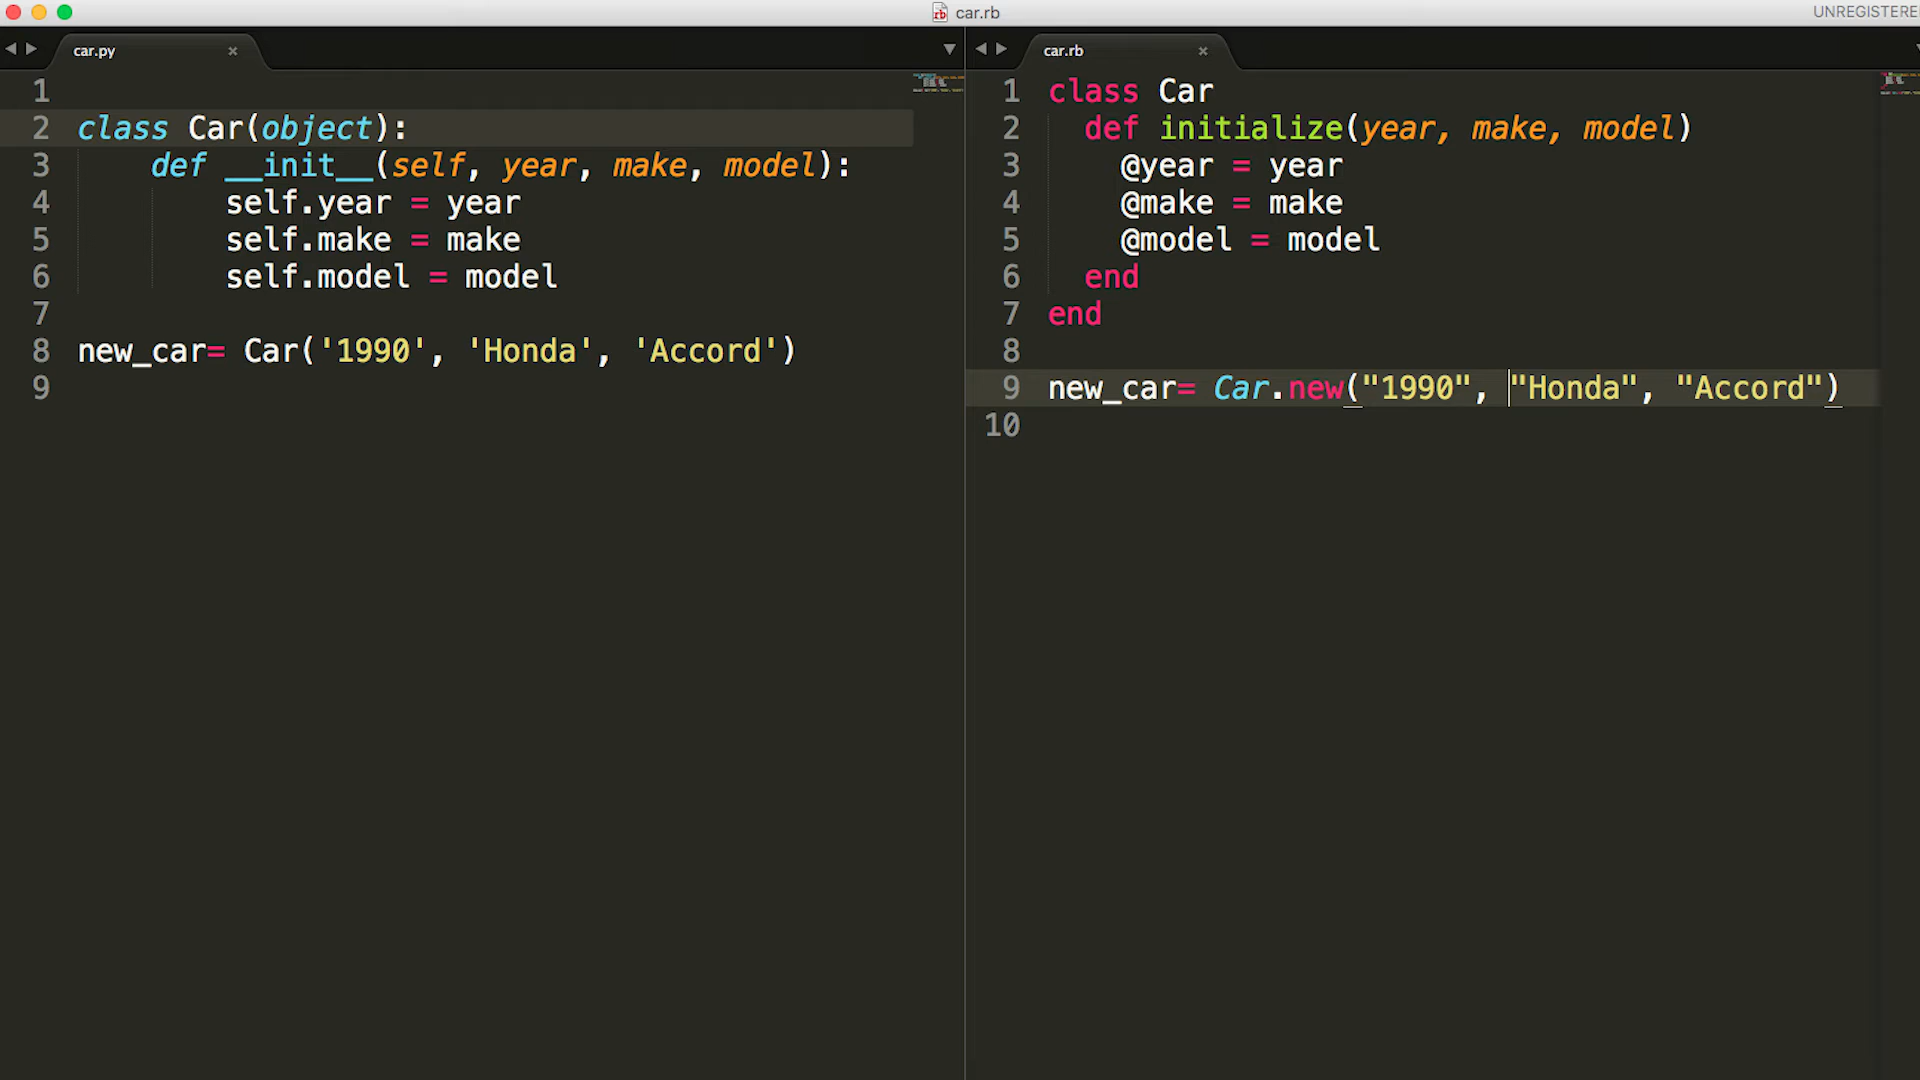 car.rb
UNREGISTERE
car.py
1
2 class Car(object):
3 def __init__(self, year, make, model):
4 self.year = year
5 self.make = make
6 self.model = model
7
8 new_car= Car('1990', 'Honda', 'Accord')
9
car.rb
1 class Car
2 def initialize(year, make, model)
3 @year = year
4 @make = make
5 @model = model
6 end
7 end
8
9 new_car= Car.new("1990", "Honda", "Accord")
10